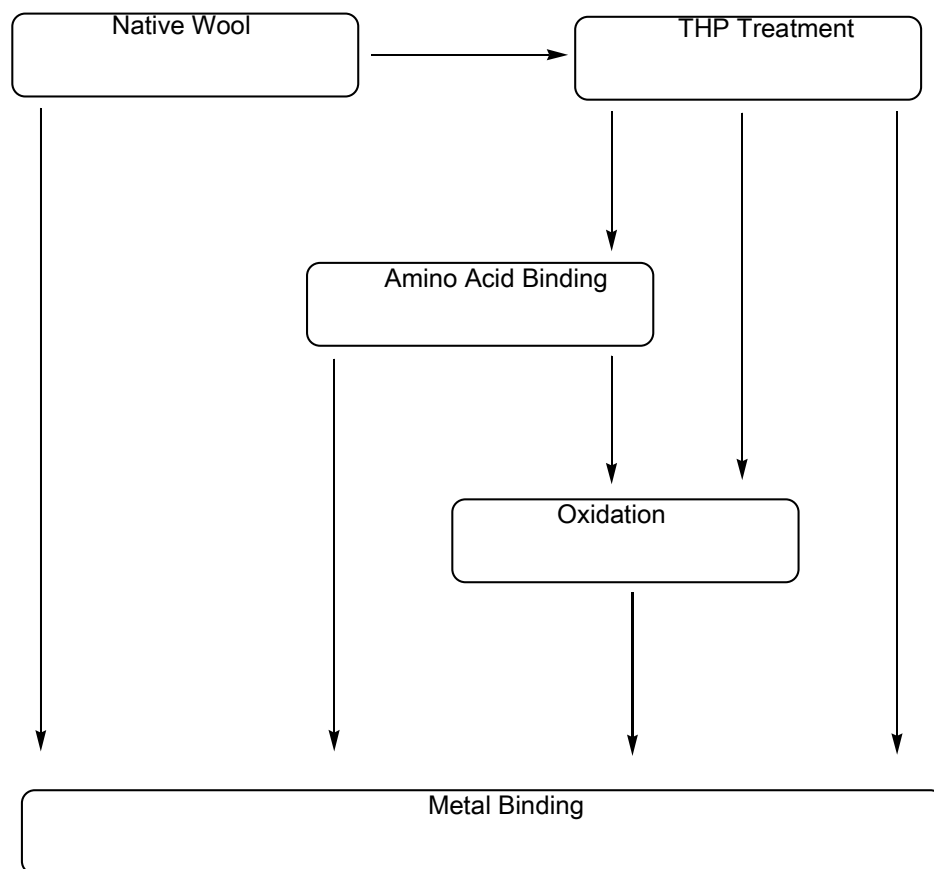 Native Wool
THP Treatment
Amino Acid Binding
Oxidation
Metal Binding